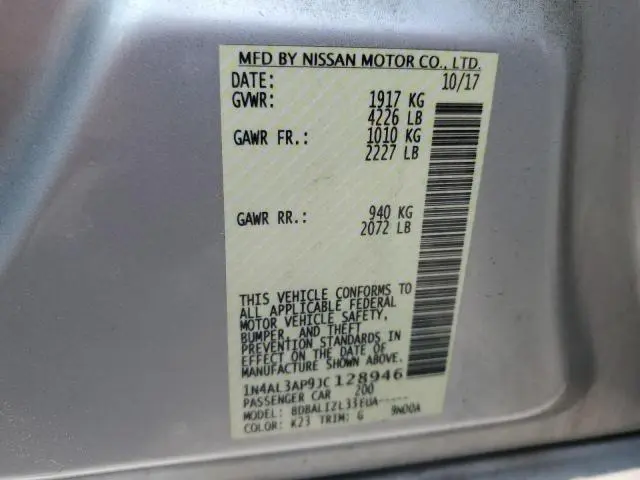 MFD BY NISSAN MOTOR CO., LTD.
DATE: 10/17
GVWR: 1917 KG
4226 LB
GAWR FR.: 1010 KG
2227 LB
GAWR RR.: 940 KG
2072 LB
THIS VEHICLE CONFORMS TO
ALL APPLICABLE FEDERAL
MOTOR VEHICLE SAFETY,
BUMPER, AND THEFT
PREVENTION STANDARDS IN
EFFECT ON THE DATE OF
MANUFACTURE SHOWN ABOVE.
1N4AL3AP9JC128946
PASSENGER CAR 200
MODEL: BDBALIZL33EUA-----
COLOR: K23 TRIM: G 9N00A